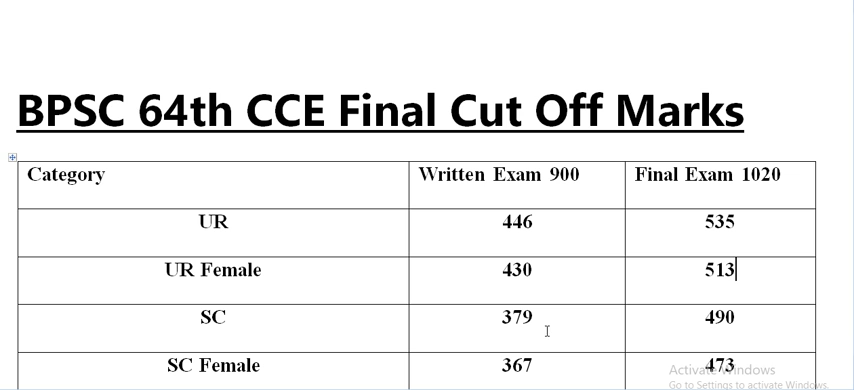 BPSC 64th CCE Final Cut Off Marks
Category Written Exam 900 Final Exam 1020
UR 446 535
UR Female 430 513
SC 379 490
SC Female 367 473
Activate Windows
Go to Settings to activate Windows.